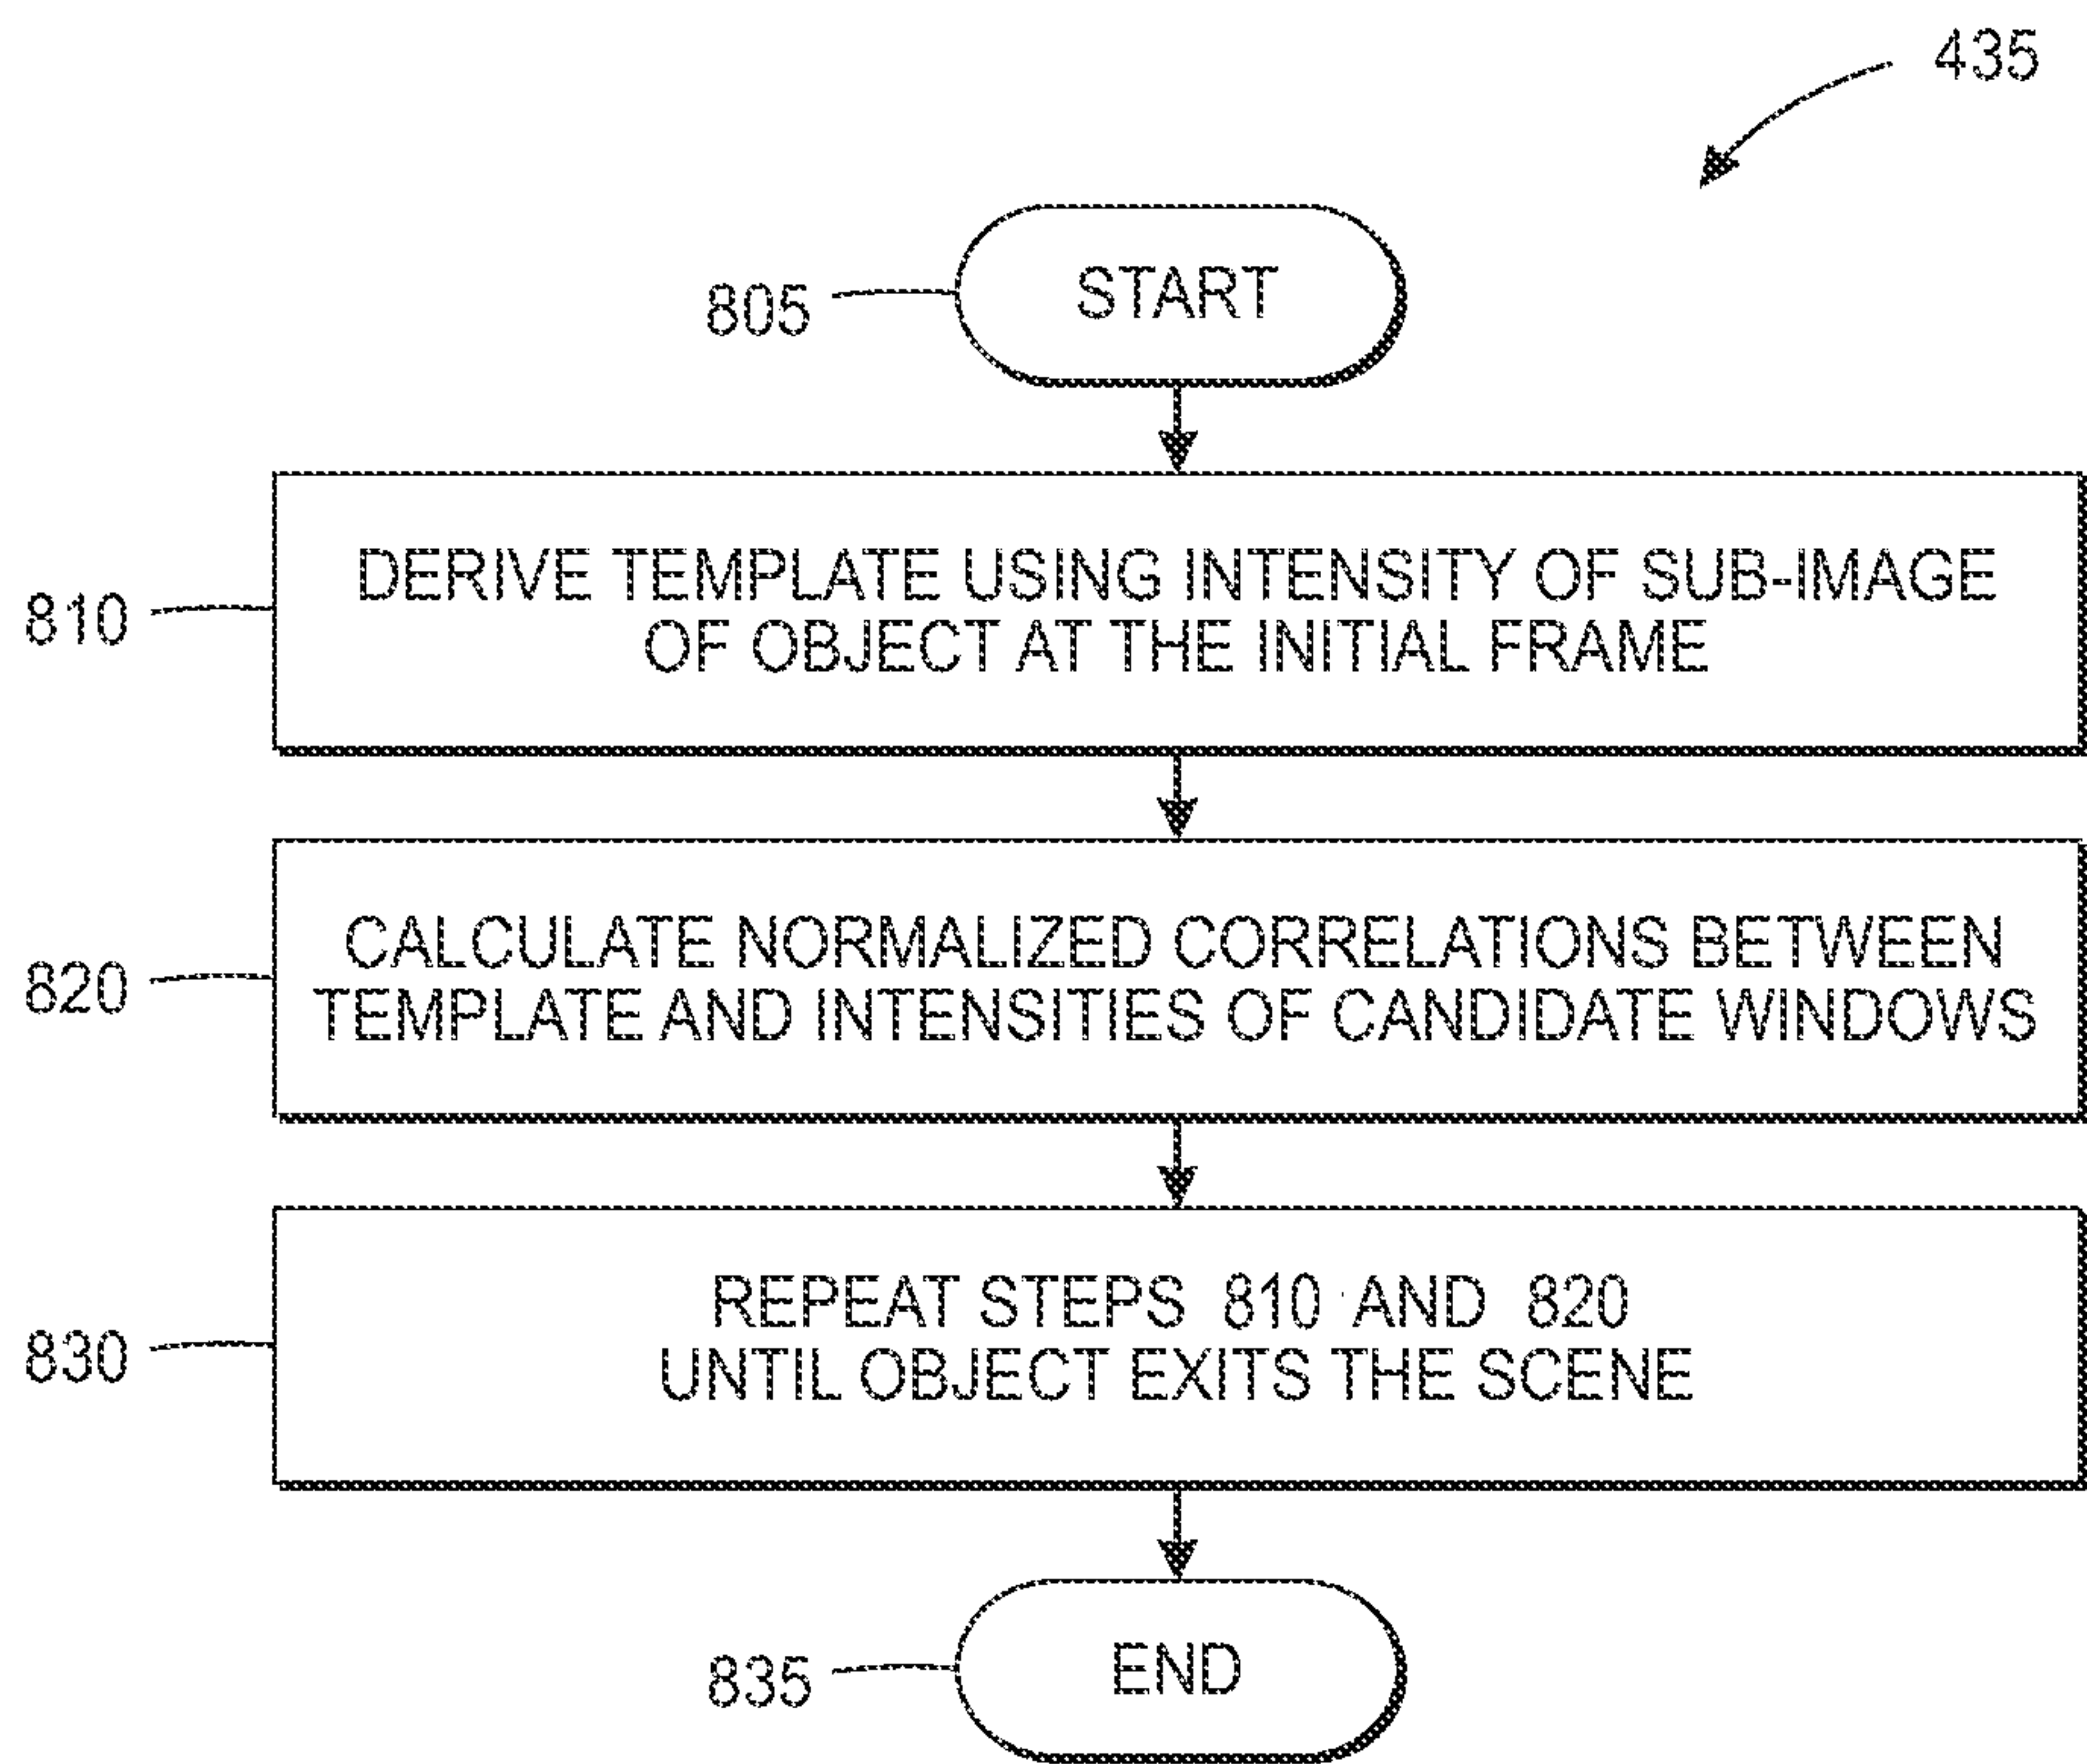 435
805
START
810
DERIVE TEMPLATE USING INTENSITY OF SUB-IMAGE
OF OBJECT AT THE INITIAL FRAME
820
CALCULATE NORMALIZED CORRELATIONS BETWEEN
TEMPLATE AND INTENSITIES OF CANDIDATE WINDOWS
830
REPEAT STEPS 810 AND 820
UNTIL OBJECT EXITS THE SCENE
835
END